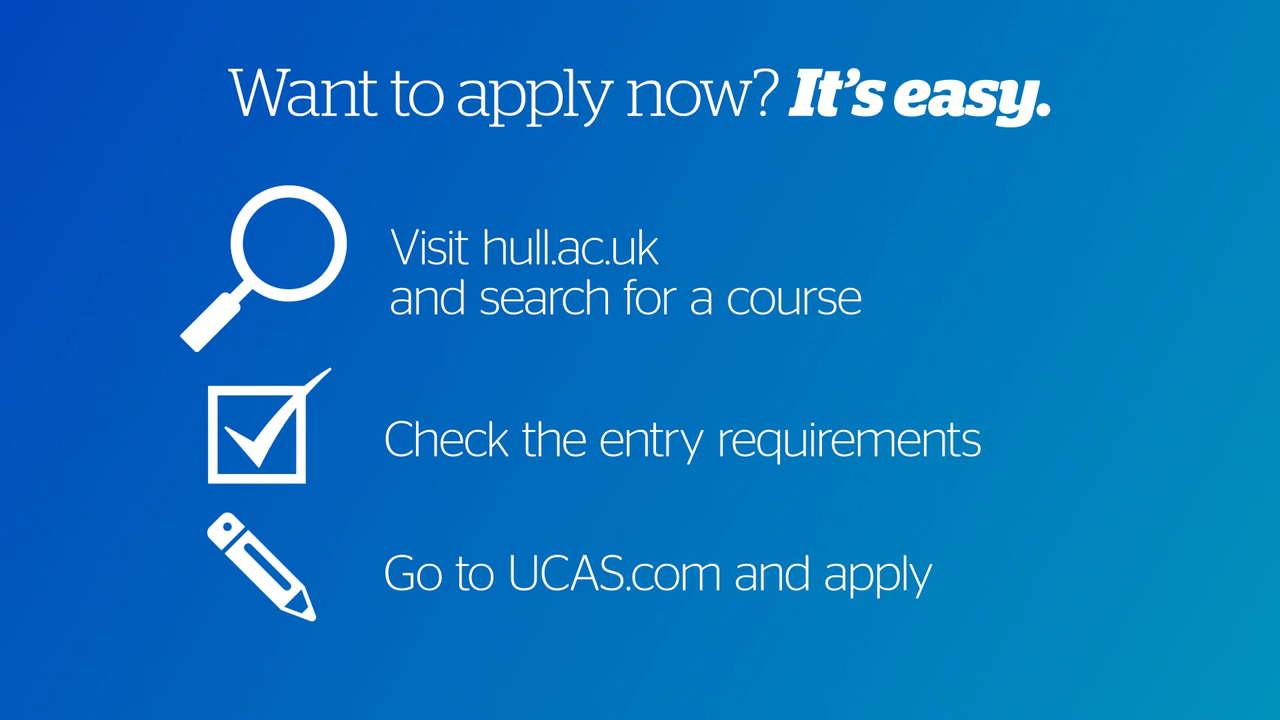 Want to apply now? It's easy.
Visit hull.ac.uk
and search for a course
Check the entry requirements
Go to UCAS.com and apply